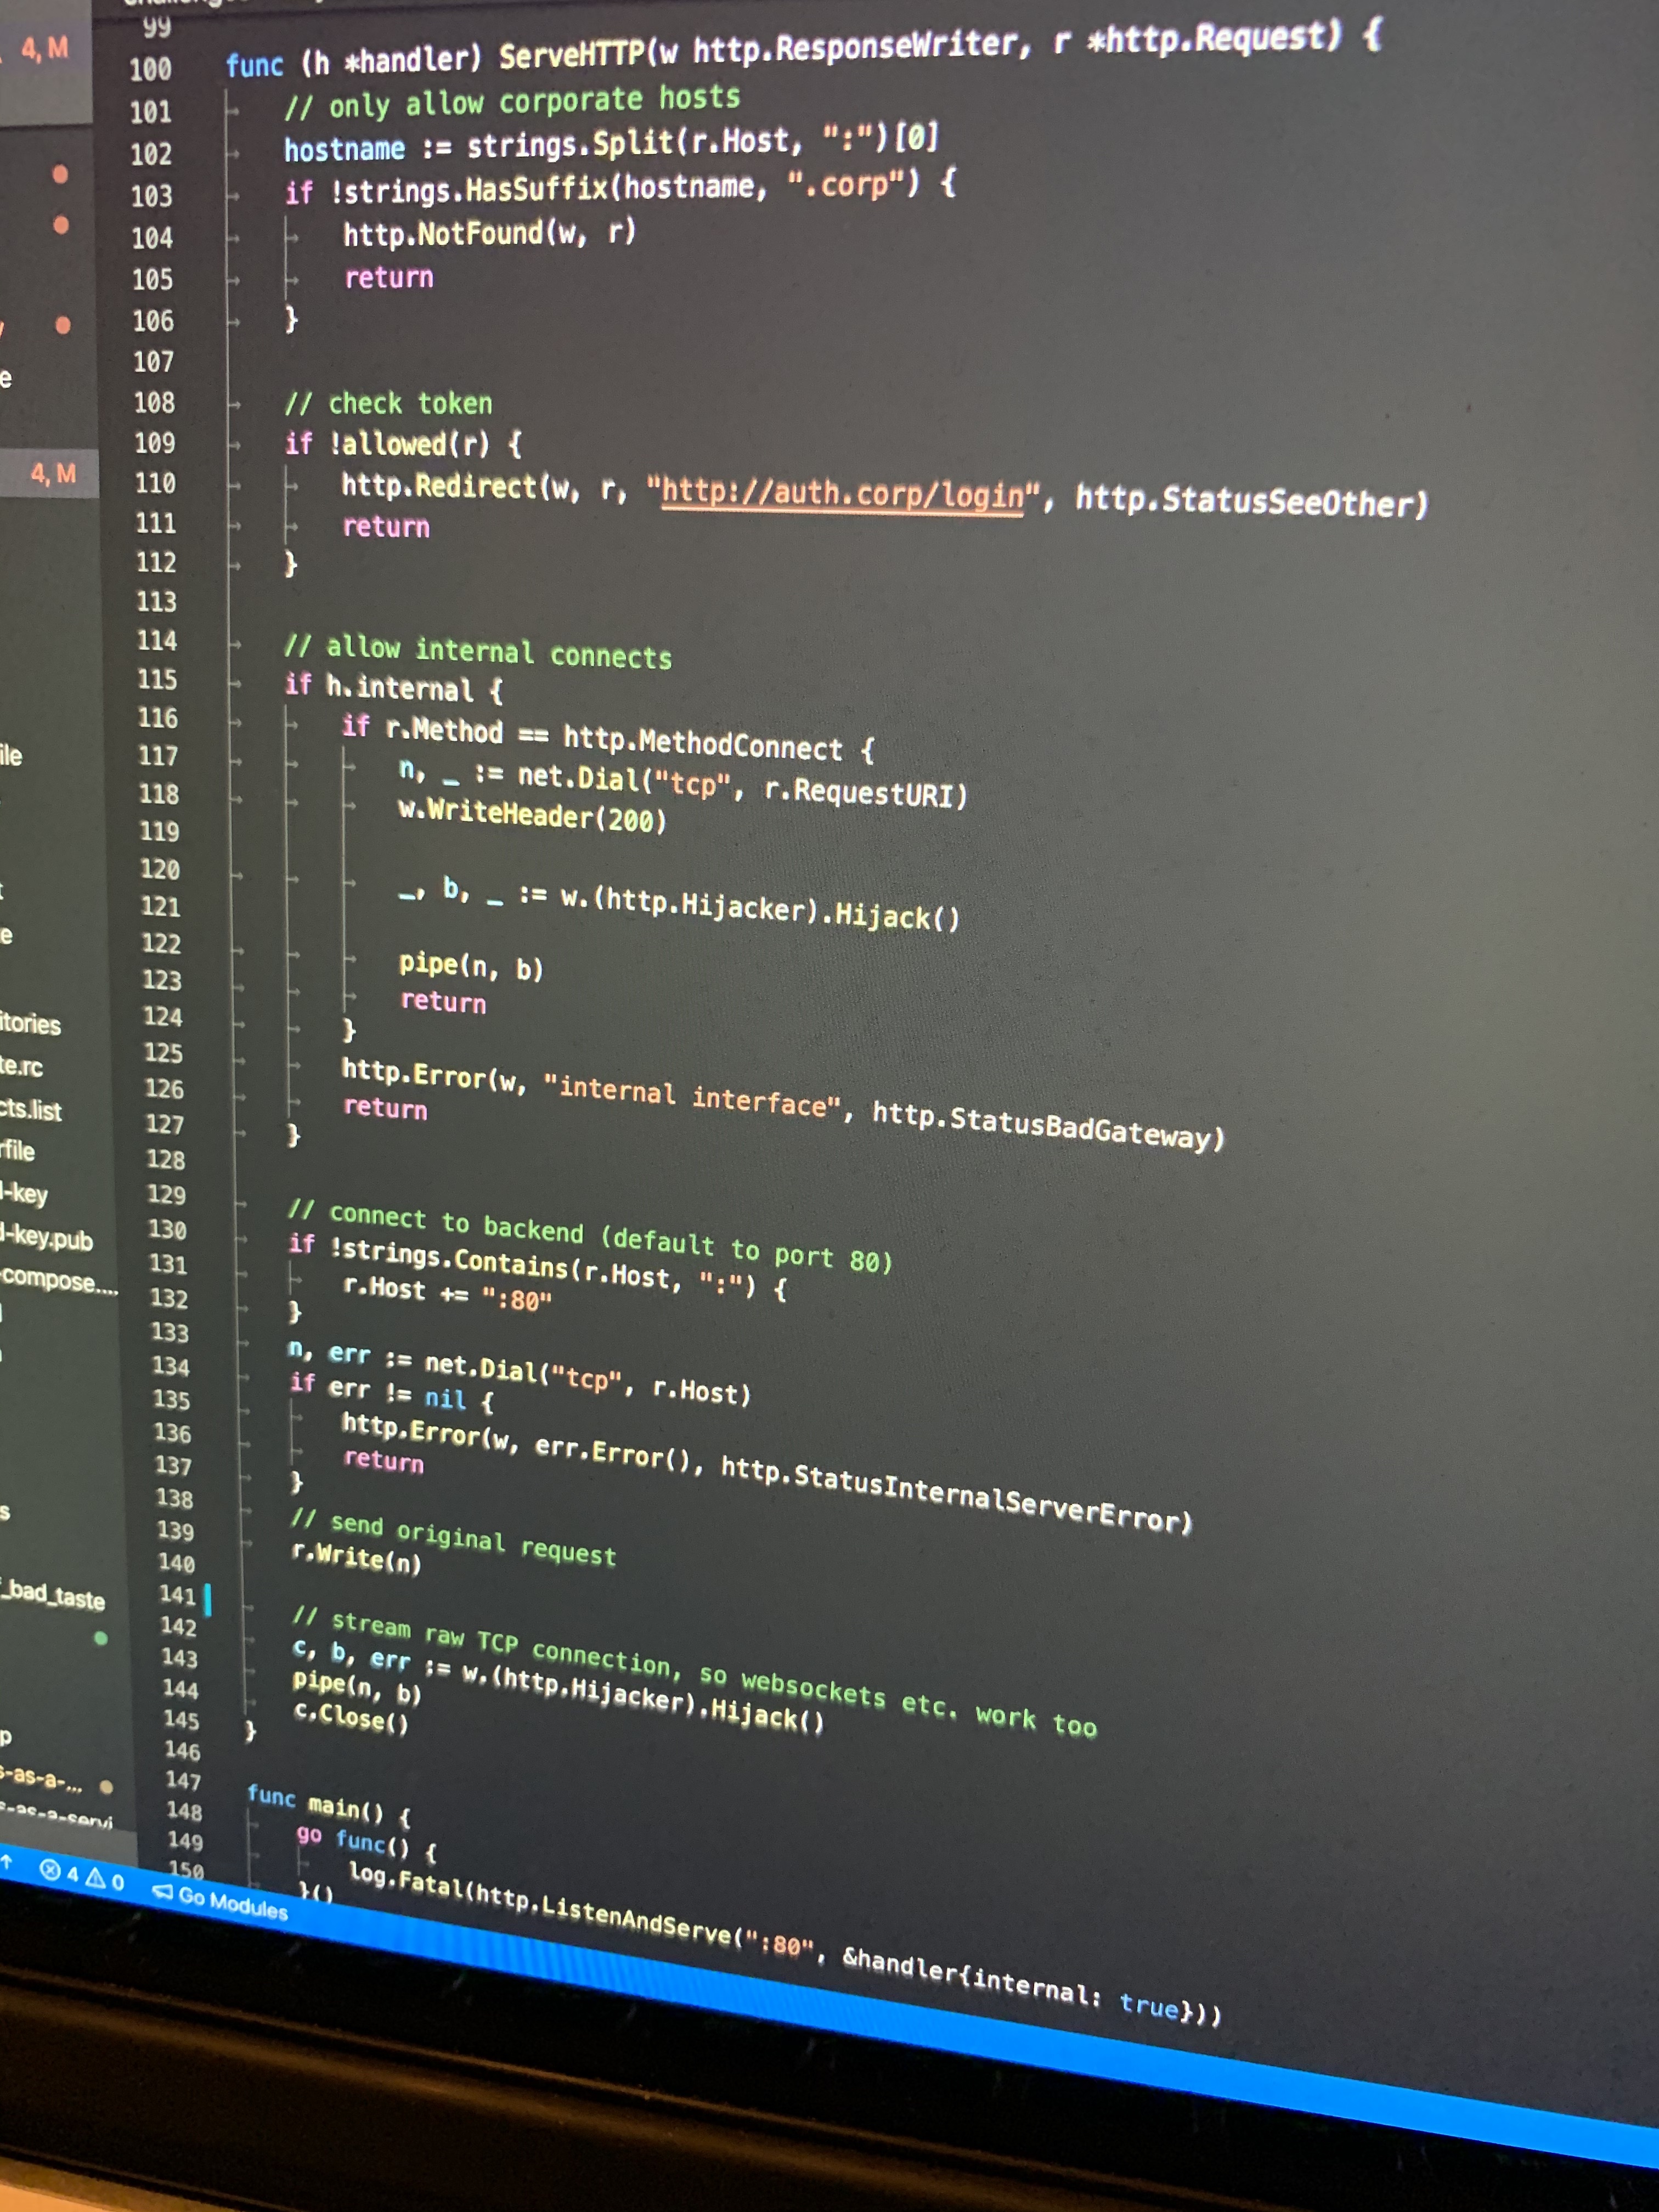 4, M
4, M
e
ile
e
itories
te.rc
cts.list
rfile
l-key
d-key.pub
-compose....
s
_bad_taste
p
s-as-a-...
s-as-a-servi
99
100 func (h *handler) ServeHTTP(w http.ResponseWriter, r *http.Request) {
101 // only allow corporate hosts
102 hostname := strings.Split(r.Host, ":")[0]
103 if !strings.HasSuffix(hostname, ".corp") {
104 http.NotFound(w, r)
105 return
106 }
107
108 // check token
109 if !allowed(r) {
110 http.Redirect(w, r, "http://auth.corp/login", http.StatusSeeOther)
111 return
112 }
113
114 // allow internal connects
115 if h.internal {
116 if r.Method == http.MethodConnect {
117 n, _ := net.Dial("tcp", r.RequestURI)
118 w.WriteHeader(200)
119
120 _, b, _ := w.(http.Hijacker).Hijack()
121
122 pipe(n, b)
123 return
124 }
125 http.Error(w, "internal interface", http.StatusBadGateway)
126 return
127 }
128
129 // connect to backend (default to port 80)
130 if !strings.Contains(r.Host, ":") {
131 r.Host += ":80"
132 }
133 n, err := net.Dial("tcp", r.Host)
134 if err != nil {
135 http.Error(w, err.Error(), http.StatusInternalServerError)
136 return
137 }
138 // send original request
139 r.Write(n)
140
141 // stream raw TCP connection, so websockets etc. work too
142 c, b, err := w.(http.Hijacker).Hijack()
143 pipe(n, b)
144 c.Close()
145 }
146
147 func main() {
148 go func() {
149 log.Fatal(http.ListenAndServe(":80", &handler{internal: true}))
150 }()
4 0 Go Modules